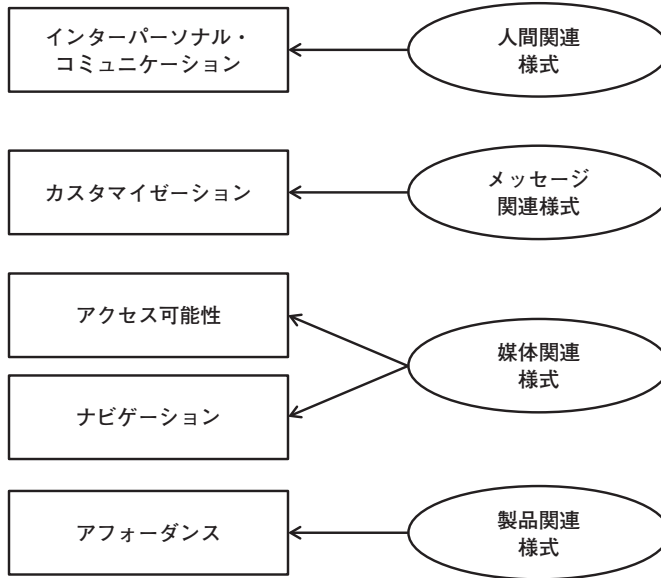 インターパーソナル・
コミュニケーション
人間関連
様式
カスタマイゼーション
メッセージ
関連様式
アクセス可能性
ナビゲーション
媒体関連
様式
アフォーダンス
製品関連
様式